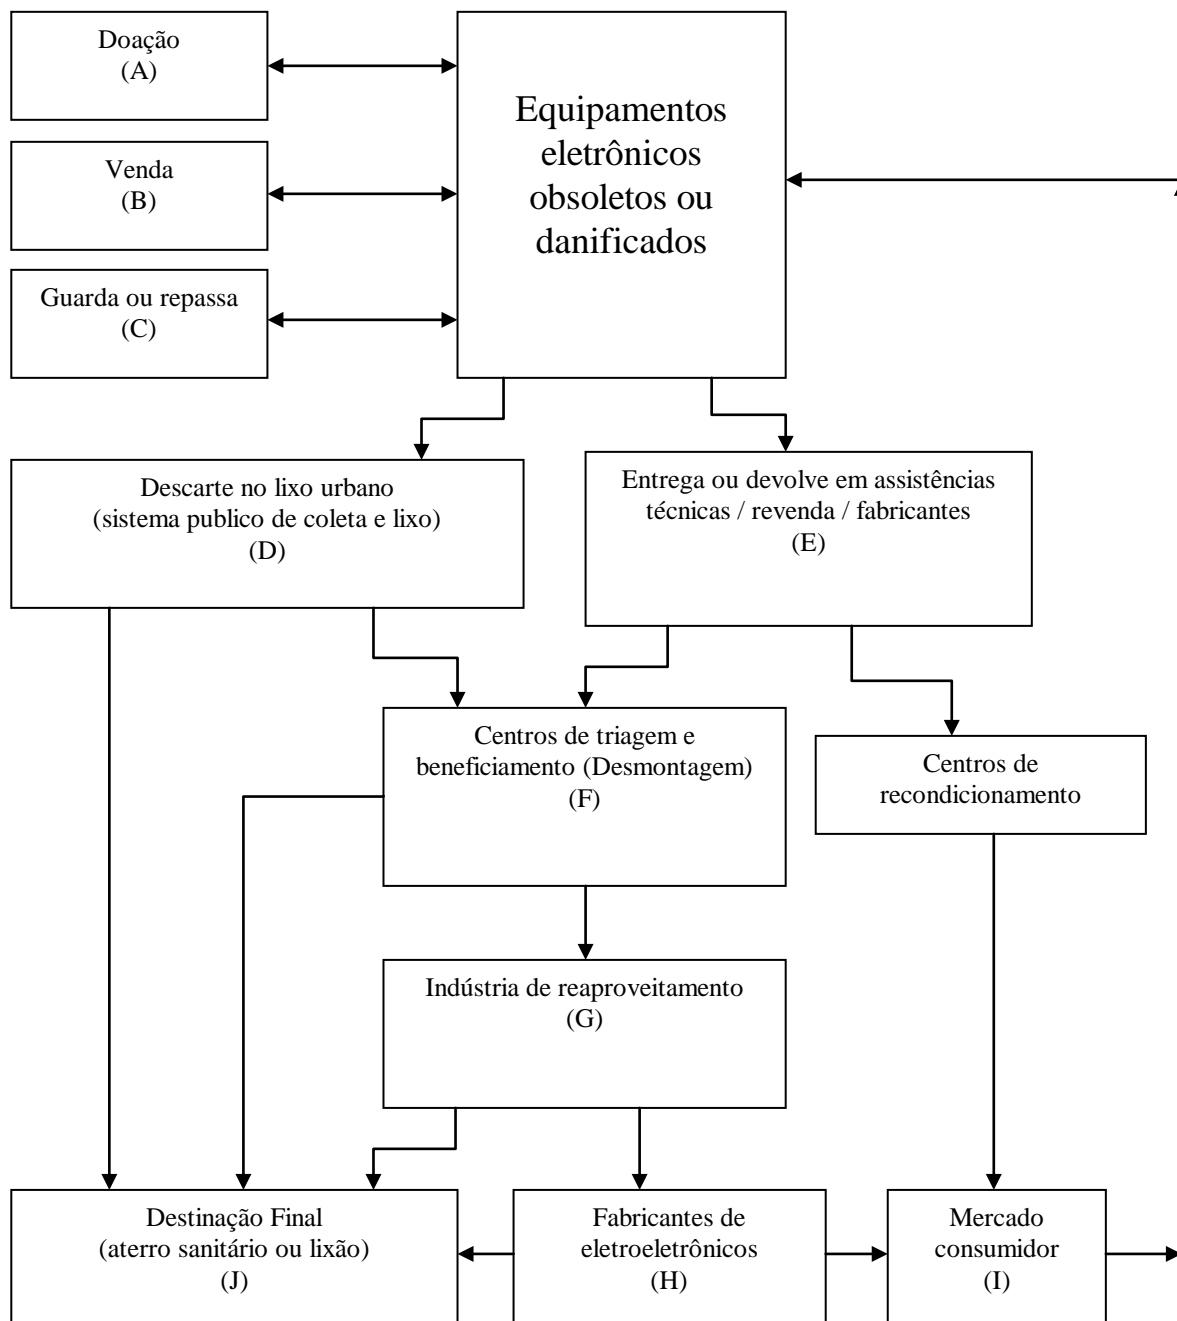 Doação
(A)
Equipamentos
eletrônicos
obsoletos ou
danificados
Venda
(B)
Guarda ou repassa
(C)
Descarte no lixo urbano
(sistema publico de coleta e lixo)
(D)
Entrega ou devolve em assistências
técnicas / revenda / fabricantes
(E)
Centros de triagem e
beneficiamento (Desmontagem)
(F)
Centros de
recondicionamento
Indústria de reaproveitamento
(G)
Destinação Final
(aterro sanitário ou lixão)
(J)
Fabricantes de
eletroeletrônicos
(H)
Mercado
consumidor
(I)